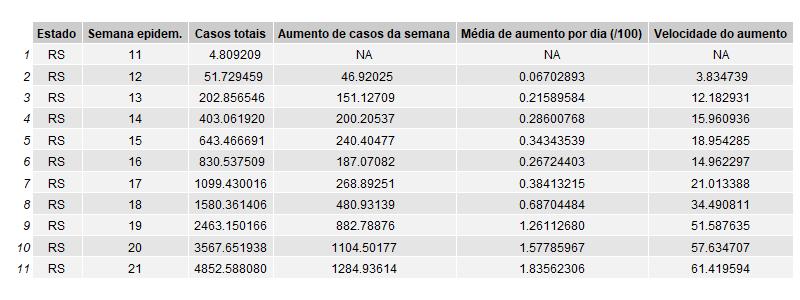 Estado Semana epidem. Casos totais Aumento de casos da semana Média de aumento por dia (/100) Velocidade do aumento
1 RS 11 4.809209 NA NA NA
2 RS 12 51.729459 46.92025 0.06702893 3.834739
3 RS 13 202.856546 151.12709 0.21589584 12.182931
4 RS 14 403.061920 200.20537 0.28600768 15.960936
5 RS 15 643.466691 240.40477 0.34343539 18.954285
6 RS 16 830.537509 187.07082 0.26724403 14.962297
7 RS 17 1099.430016 268.89251 0.38413215 21.013388
8 RS 18 1580.361406 480.93139 0.68704484 34.490811
9 RS 19 2463.150166 882.78876 1.26112680 51.587635
10 RS 20 3567.651938 1104.50177 1.57785967 57.634707
11 RS 21 4852.588080 1284.93614 1.83562306 61.419594